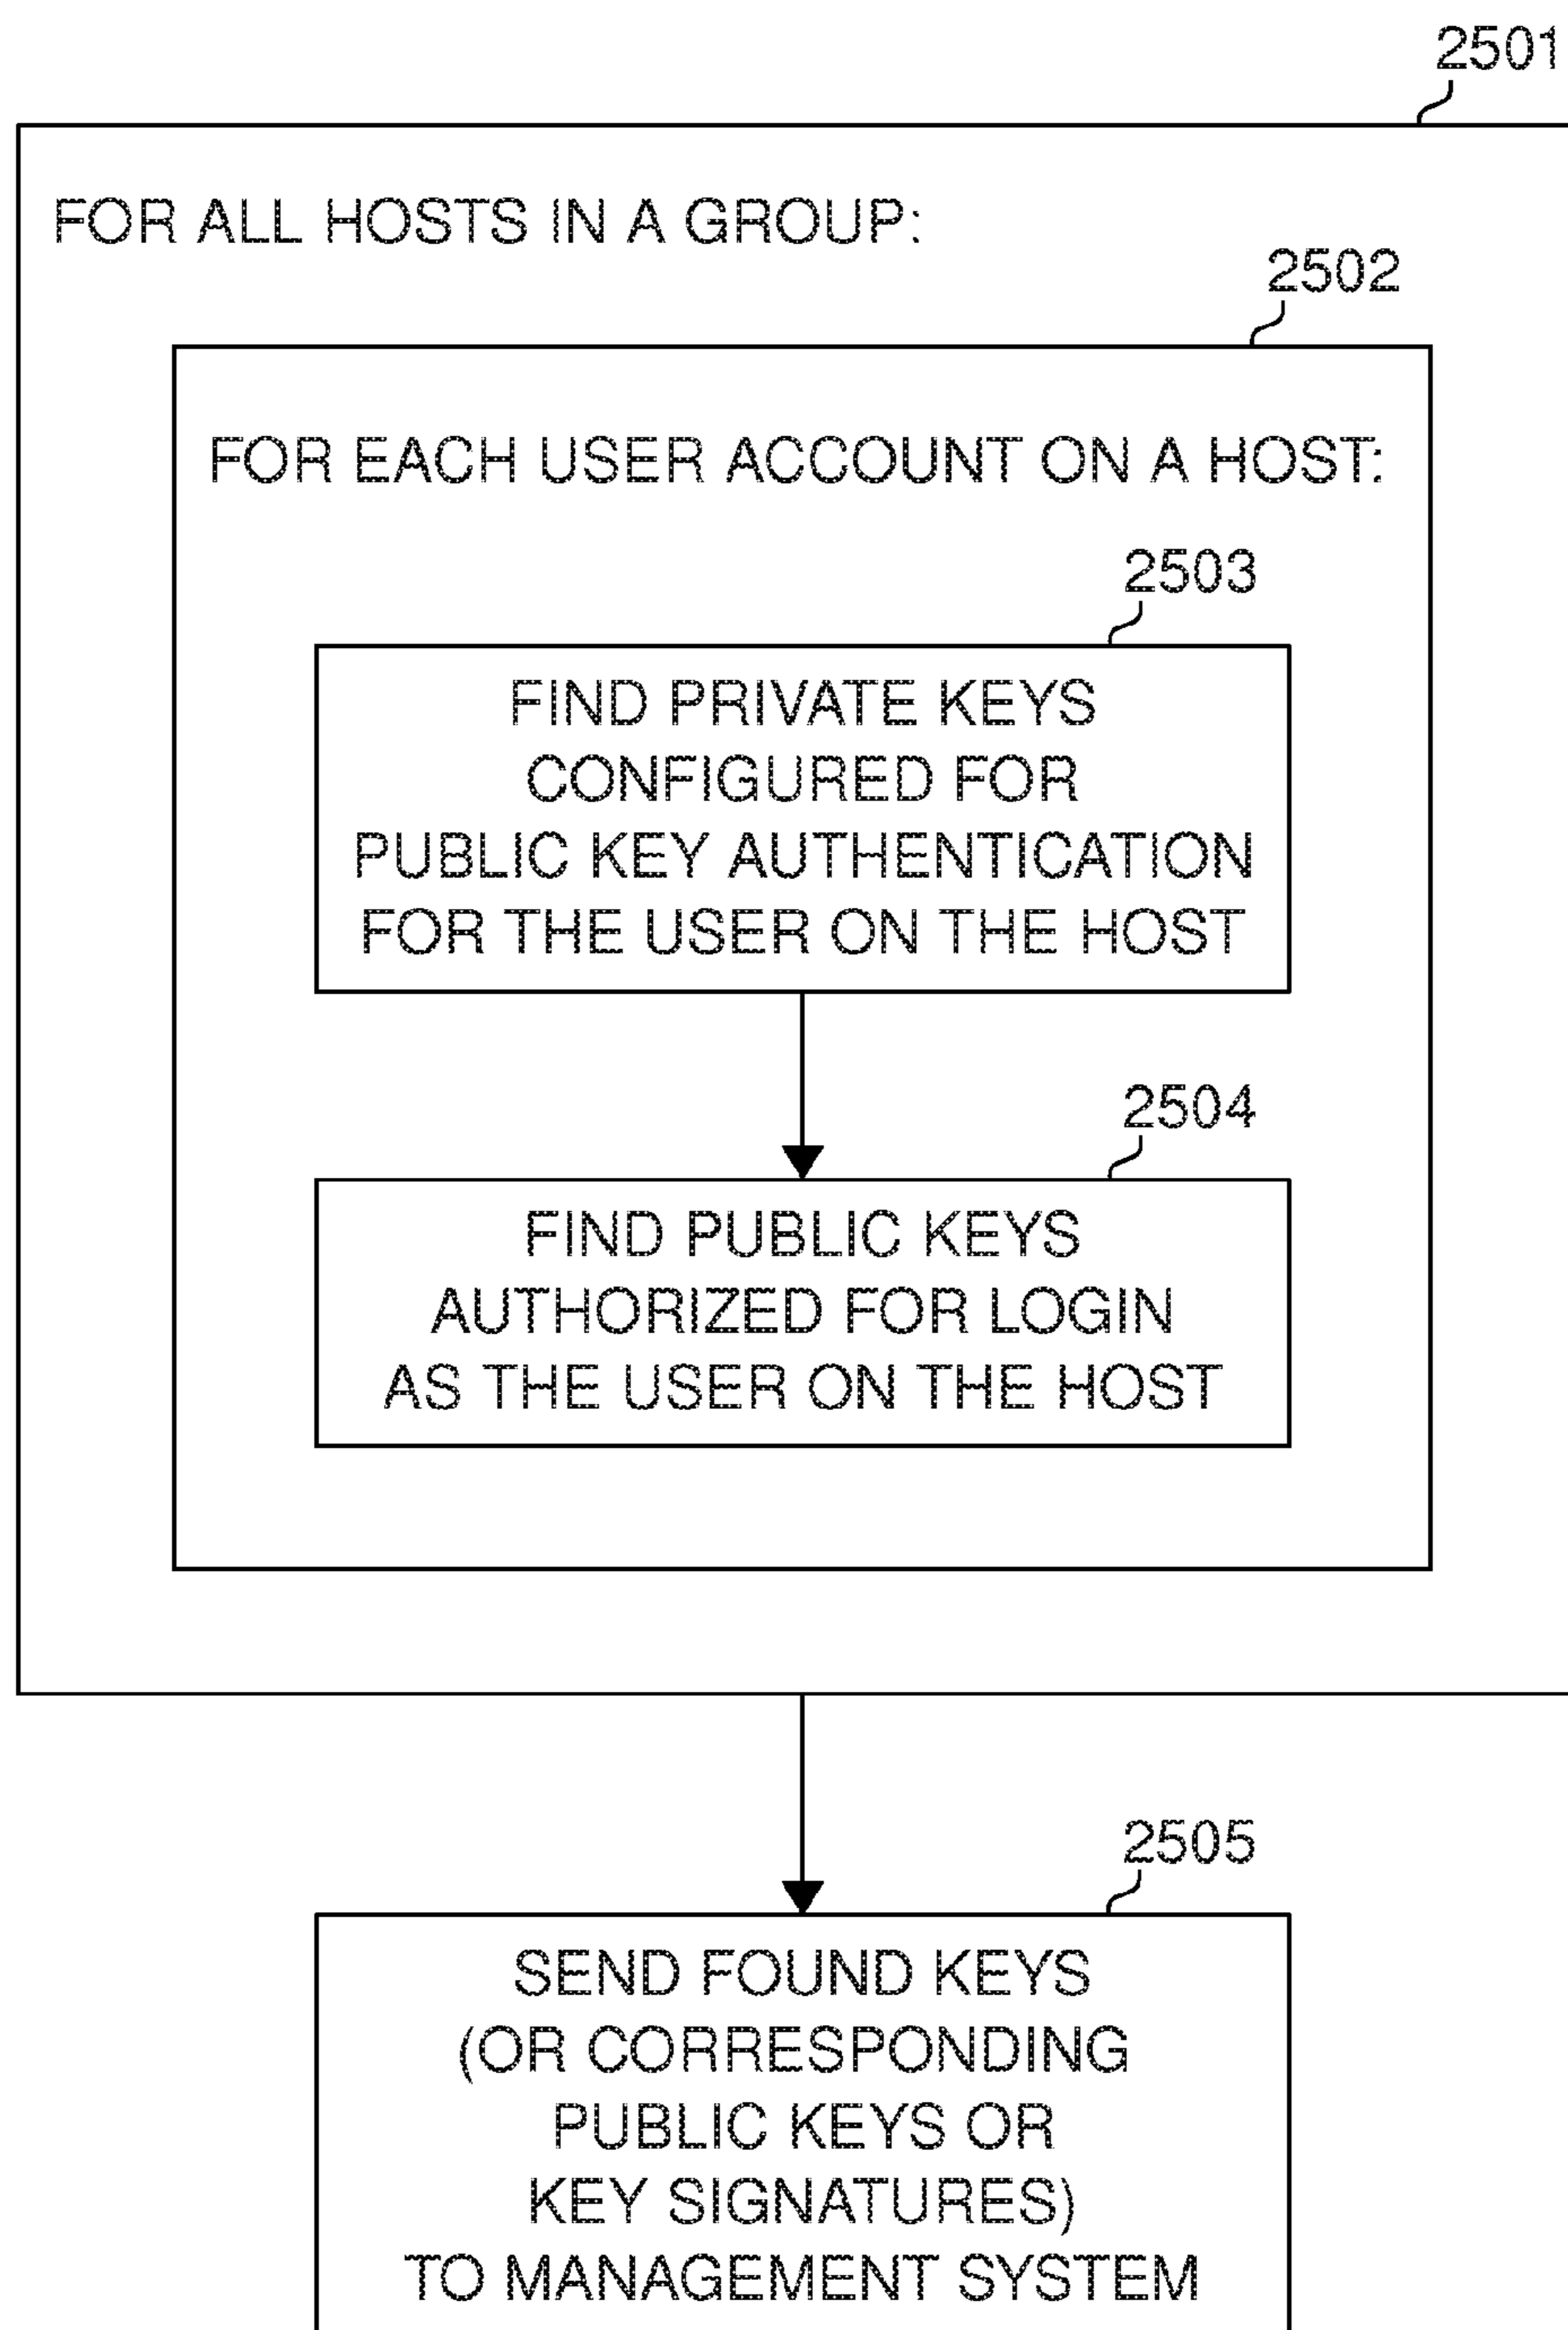 2501
FOR ALL HOSTS IN A GROUP:
2502
FOR EACH USER ACCOUNT ON A HOST:
2503
FIND PRIVATE KEYS
CONFIGURED FOR
PUBLIC KEY AUTHENTICATION
FOR THE USER ON THE HOST
2504
FIND PUBLIC KEYS
AUTHORIZED FOR LOGIN
AS THE USER ON THE HOST
2505
SEND FOUND KEYS
(OR CORRESPONDING
PUBLIC KEYS OR
KEY SIGNATURES)
TO MANAGEMENT SYSTEM